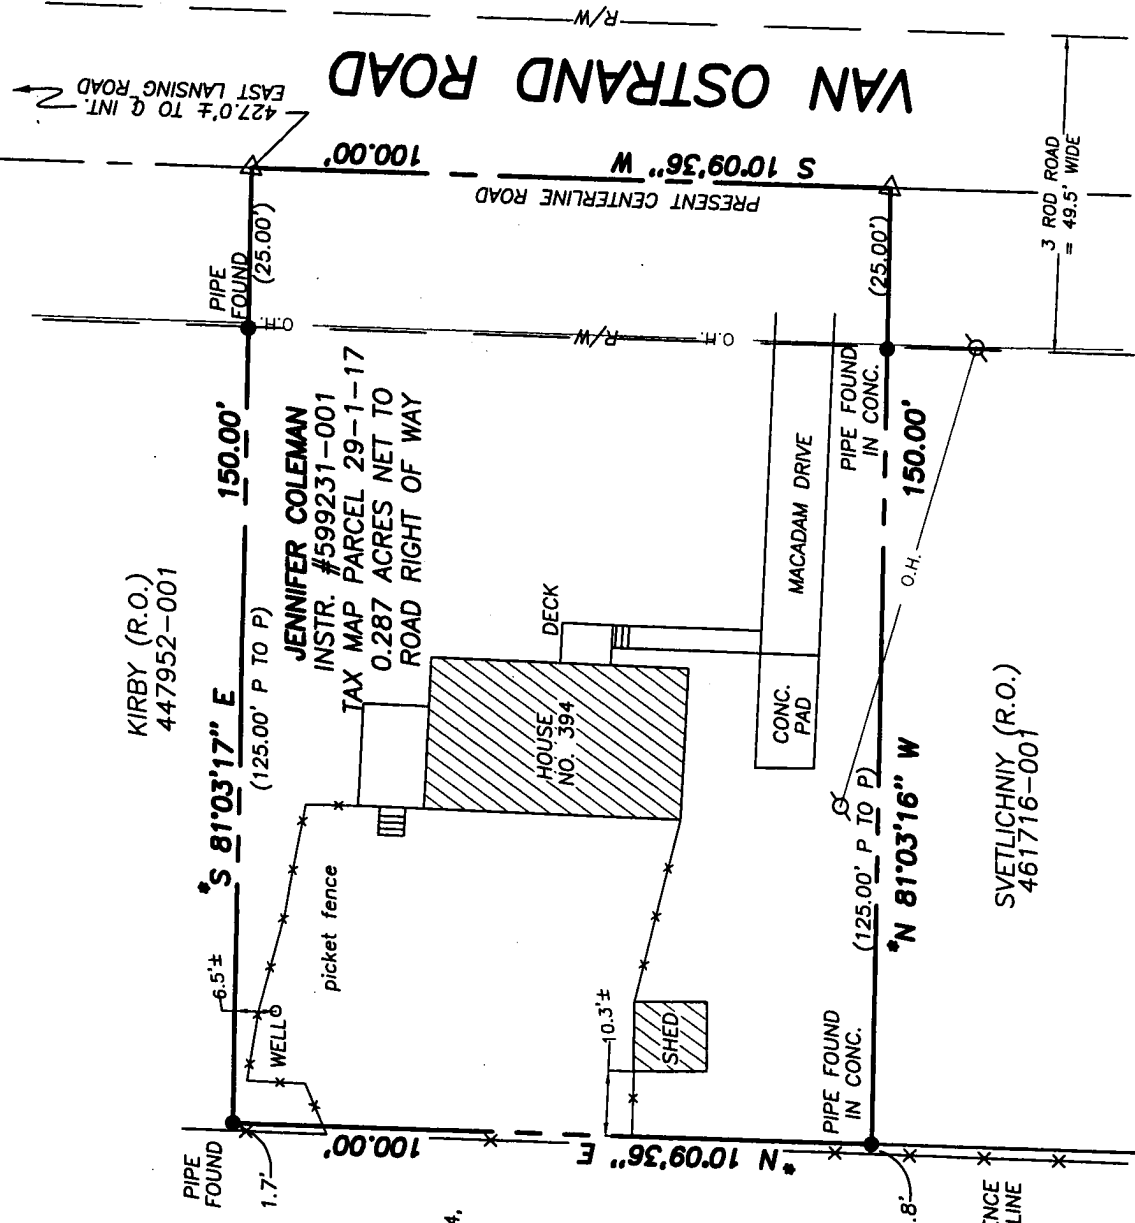 R/W
VAN OSTRAND ROAD
427.0'± TO ℄ INT.
EAST LANSING ROAD
S 10°09'36" W
100.00'
PRESENT CENTERLINE ROAD
3 ROD ROAD
= 49.5' WIDE
PIPE
FOUND
(25.00')
(25.00')
O.H.
R/W
O.H.
KIRBY (R.O.)
447952-001
*S 81°03'17" E
150.00'
(125.00' P TO P)
JENNIFER COLEMAN
INSTR. #599231-001
TAX MAP PARCEL 29-1-17
0.287 ACRES NET TO
ROAD RIGHT OF WAY
PIPE FOUND
IN CONC.
MACADAM DRIVE
DECK
HOUSE
NO. 394
CONC.
PAD
O.H.
150.00'
*N 81°03'16" W
(125.00' P TO P)
SVETLICHNIY (R.O.)
461716-001
picket fence
6.5'±
WELL
10.3'±
SHED
PIPE FOUND
IN CONC.
PIPE
FOUND
1.7'
100.00'
*N 10°09'36" E
.8'
ENCE
LINE
4,